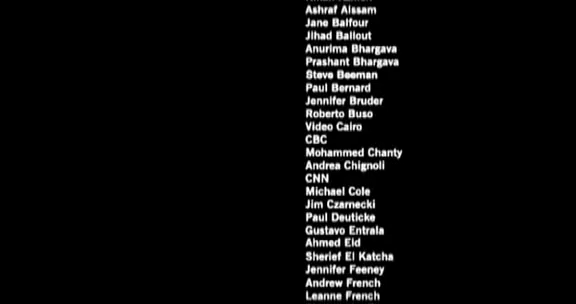 Ashraf Aissam
Jane Balfour
Jihad Ballout
Anurima Bhargava
Prashant Bhargava
Steve Beeman
Paul Bernard
Jennifer Bruder
Roberto Buso
Video Cairo
CBC
Mohammed Chanty
Andrea Chignoli
CNN
Michael Cole
Jim Czarnecki
Paul Deuticke
Gustavo Entrala
Ahmed Eid
Sherief El Katcha
Jennifer Feeney
Andrew French
Leanne French